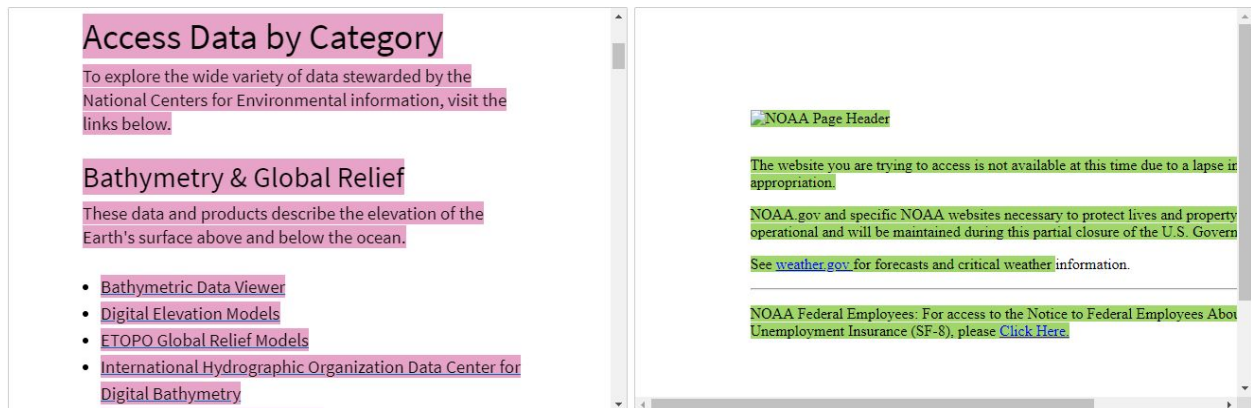 Access Data by Category
To explore the wide variety of data stewarded by the
National Centers for Environmental information, visit the
links below.
Bathymetry & Global Relief
These data and products describe the elevation of the
Earth's surface above and below the ocean.
Bathymetric Data Viewer
Digital Elevation Models
ETOPO Global Relief Models
International Hydrographic Organization Data Center for
Digital Bathymetry
NOAA Page Header
The website you are trying to access is not available at this time due to a lapse in
appropriation.
NOAA.gov and specific NOAA websites necessary to protect lives and property
operational and will be maintained during this partial closure of the U.S. Govern
See weather.gov for forecasts and critical weather information.
NOAA Federal Employees: For access to the Notice to Federal Employees Abou
Unemployment Insurance (SF-8), please Click Here.